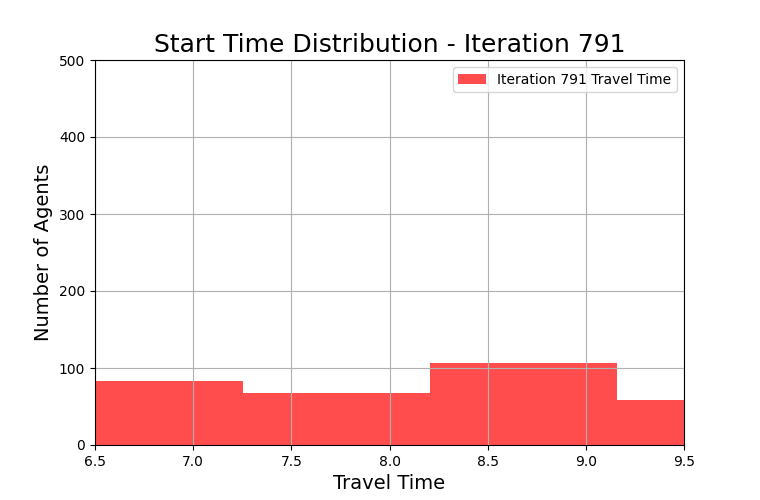 Start Time Distribution - Iteration 791
Iteration 791 Travel Time
Number of Agents
500
400
300
200
100
0
6.5 7.0 7.5 8.0 8.5 9.0 9.5
Travel Time